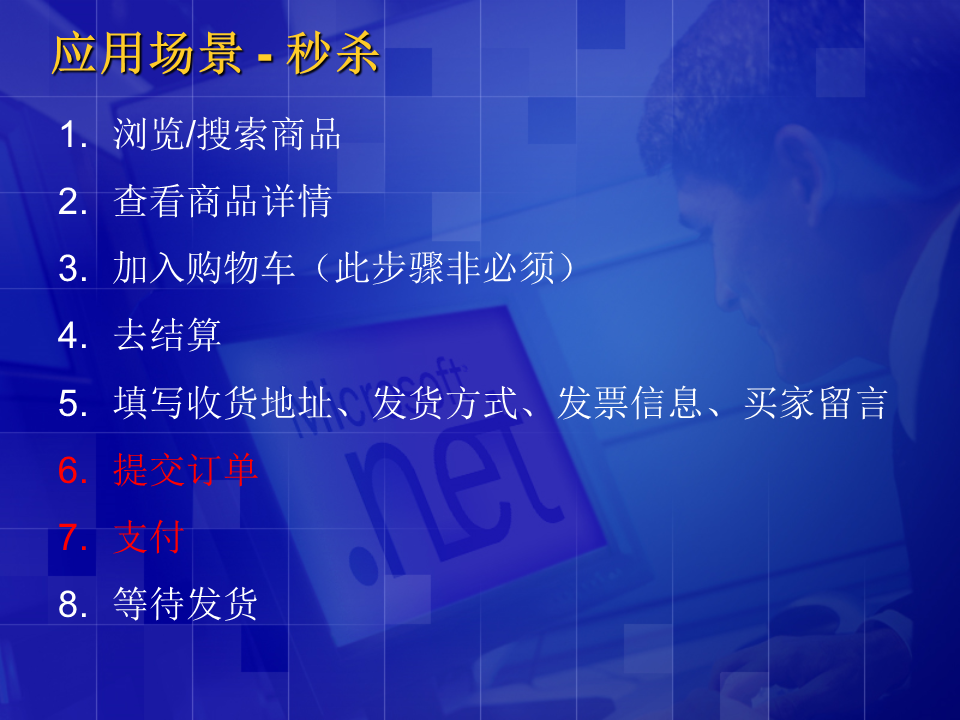 应用场景 - 秒杀
1. 浏览/搜索商品
2. 查看商品详情
3. 加入购物车（此步骤非必须）
4. 去结算
5. 填写收货地址、发货方式、发票信息、买家留言
6. 提交订单
7. 支付
8. 等待发货
Microsoft
.net